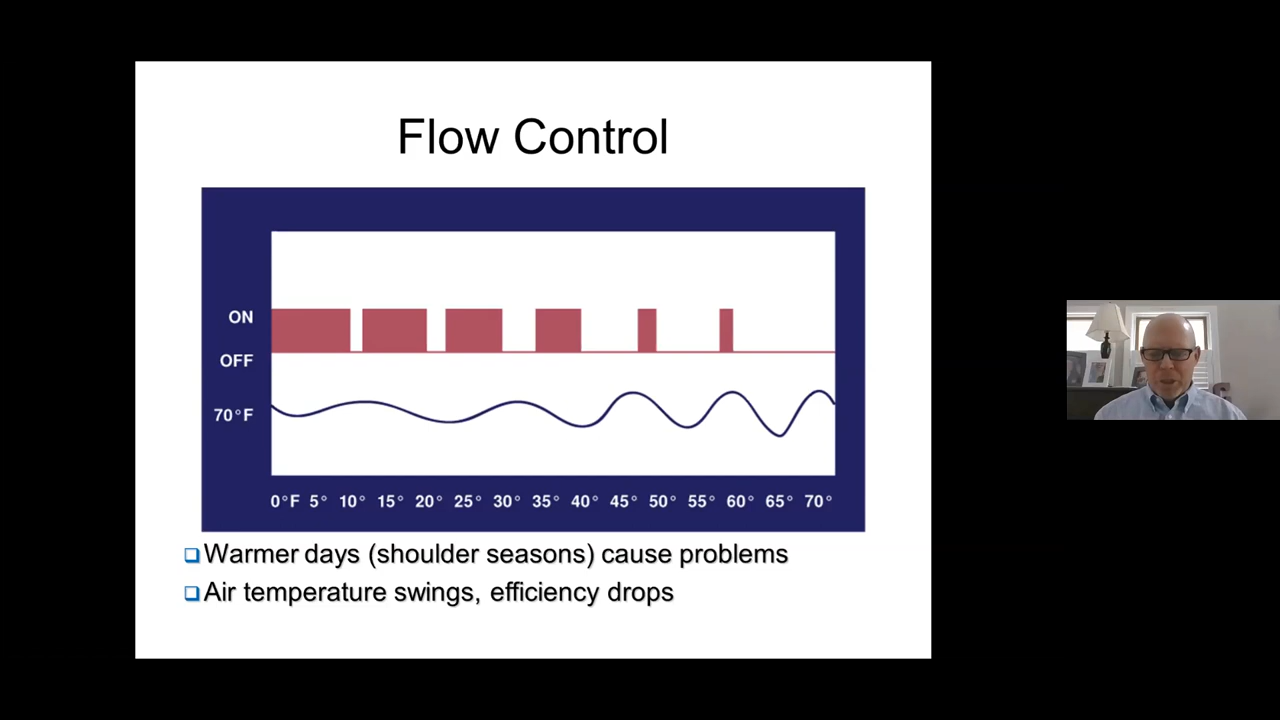 Flow Control
ON
OFF
70°F
0°F 5° 10° 15° 20° 25° 30° 35° 40° 45° 50° 55° 60° 65° 70°
Warmer days (shoulder seasons) cause problems
Air temperature swings, efficiency drops